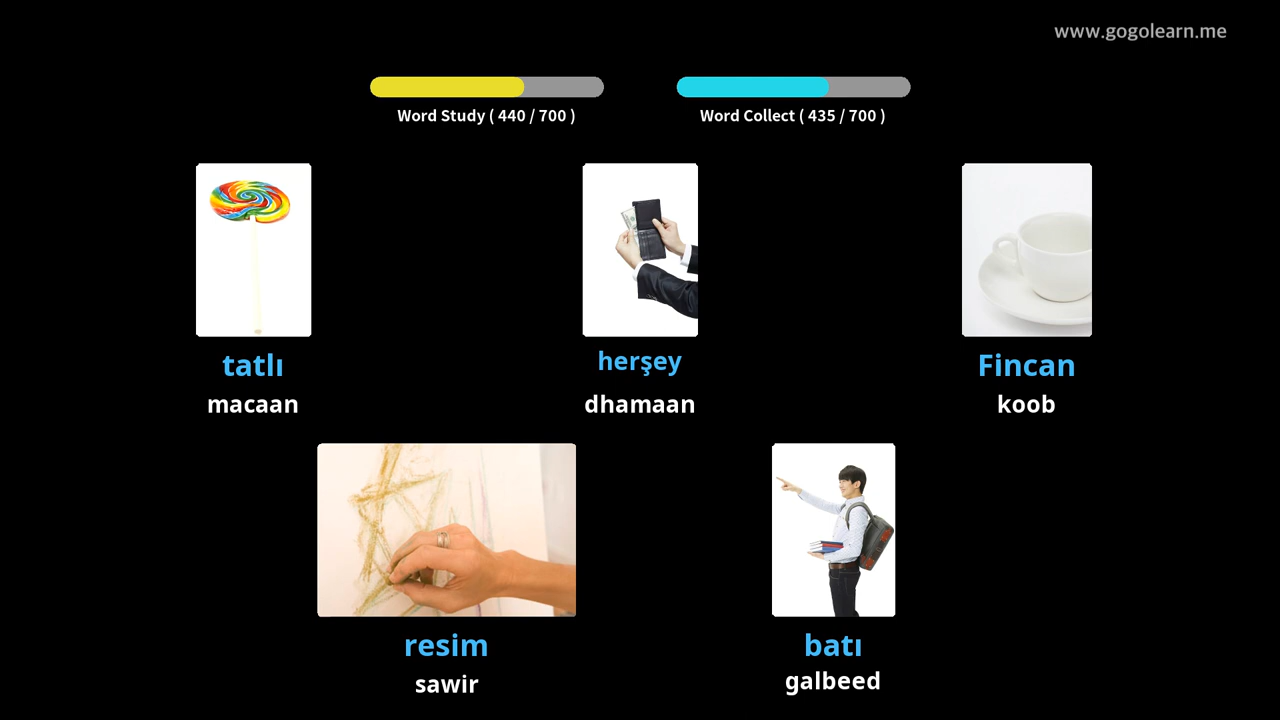 www.gogolearn.me
Word Study ( 440 / 700 )
Word Collect ( 435 / 700 )
tatlı
macaan
herşey
dhamaan
Fincan
koob
resim
sawir
batı
galbeed